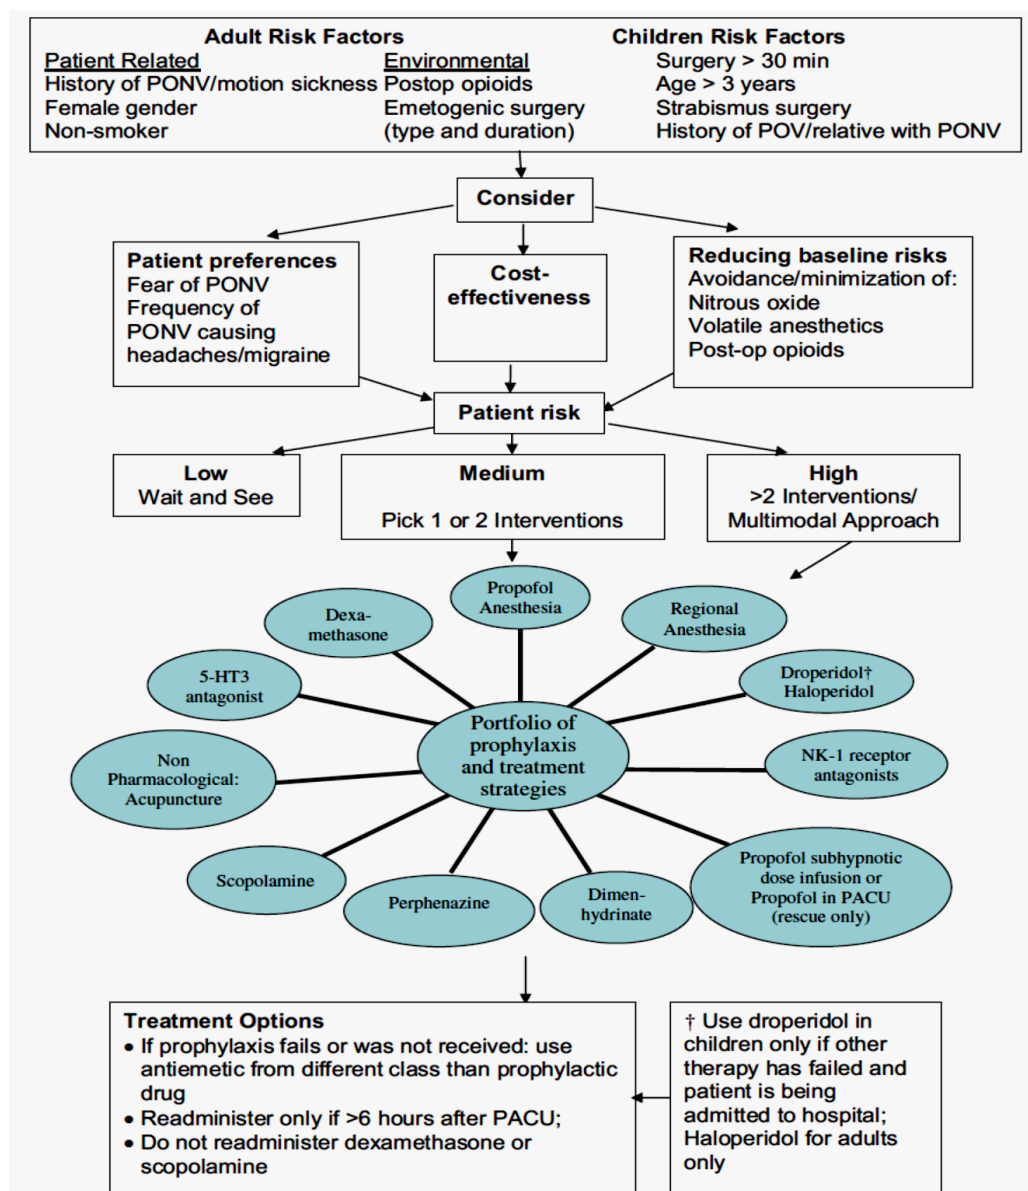 Adult Risk Factors
Patient Related
History of PONV/motion sickness
Female gender
Non-smoker
Environmental
Postop opioids
Emetogenic surgery
(type and duration)
Children Risk Factors
Surgery > 30 min
Age > 3 years
Strabismus surgery
History of POV/relative with PONV
Consider
Patient preferences
Fear of PONV
Frequency of
PONV causing
headaches/migraine
Cost-
effectiveness
Reducing baseline risks
Avoidance/minimization of:
Nitrous oxide
Volatile anesthetics
Post-op opioids
Patient risk
Low
Wait and See
Medium
Pick 1 or 2 Interventions
High
>2 Interventions/
Multimodal Approach
Propofol
Anesthesia
Dexa-
methasone
Regional
Anesthesia
5-HT3
antagonist
Droperidol†
Haloperidol
Portfolio of
prophylaxis
and treatment
strategies
Non
Pharmacological:
Acupuncture
NK-1 receptor
antagonists
Scopolamine
Perphenazine
Dimen-
hydrinate
Propofol subhypnotic
dose infusion or
Propofol in PACU
(rescue only)
Treatment Options
• If prophylaxis fails or was not received: use
antiemetic from different class than prophylactic
drug
• Readminister only if >6 hours after PACU;
• Do not readminister dexamethasone or
scopolamine
† Use droperidol in
children only if other
therapy has failed and
patient is being
admitted to hospital;
Haloperidol for adults
only